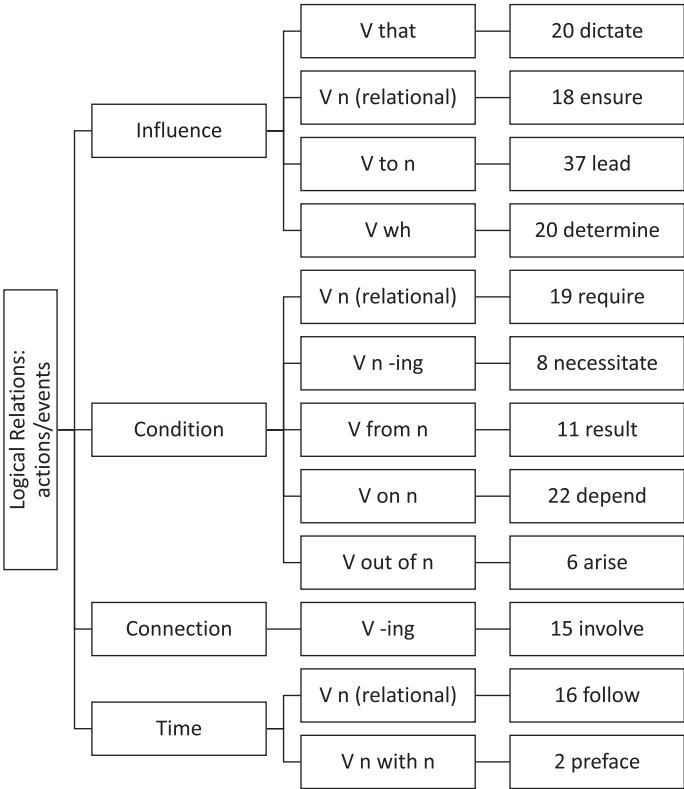 Logical Relations:
actions/events
Influence
V that
20 dictate
V n (relational)
18 ensure
V to n
37 lead
V wh
20 determine
Condition
V n (relational)
19 require
V n -ing
8 necessitate
V from n
11 result
V on n
22 depend
V out of n
6 arise
Connection
V -ing
15 involve
Time
V n (relational)
16 follow
V n with n
2 preface